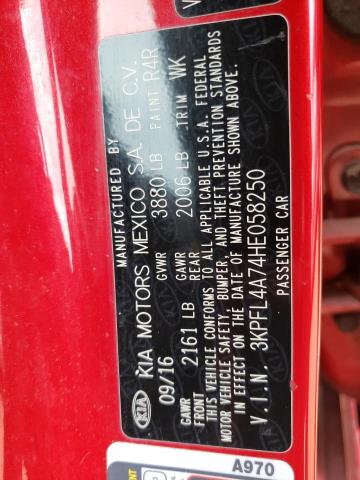 MANUFACTURED BY
KIA KIA MOTORS MEXICO S.A. DE C.V.
09/16 GVWR 3880 LB PAINT R4R
GAWR FRONT 2161 LB GAWR REAR 2006 LB TRIM WK
THIS VEHICLE CONFORMS TO ALL APPLICABLE U.S.A. FEDERAL
MOTOR VEHICLE SAFETY, BUMPER, AND THEFT PREVENTION STANDARDS
IN EFFECT ON THE DATE OF MANUFACTURE SHOWN ABOVE.
V.I.N. 3KPFL4A74HE058250
PASSENGER CAR
A970